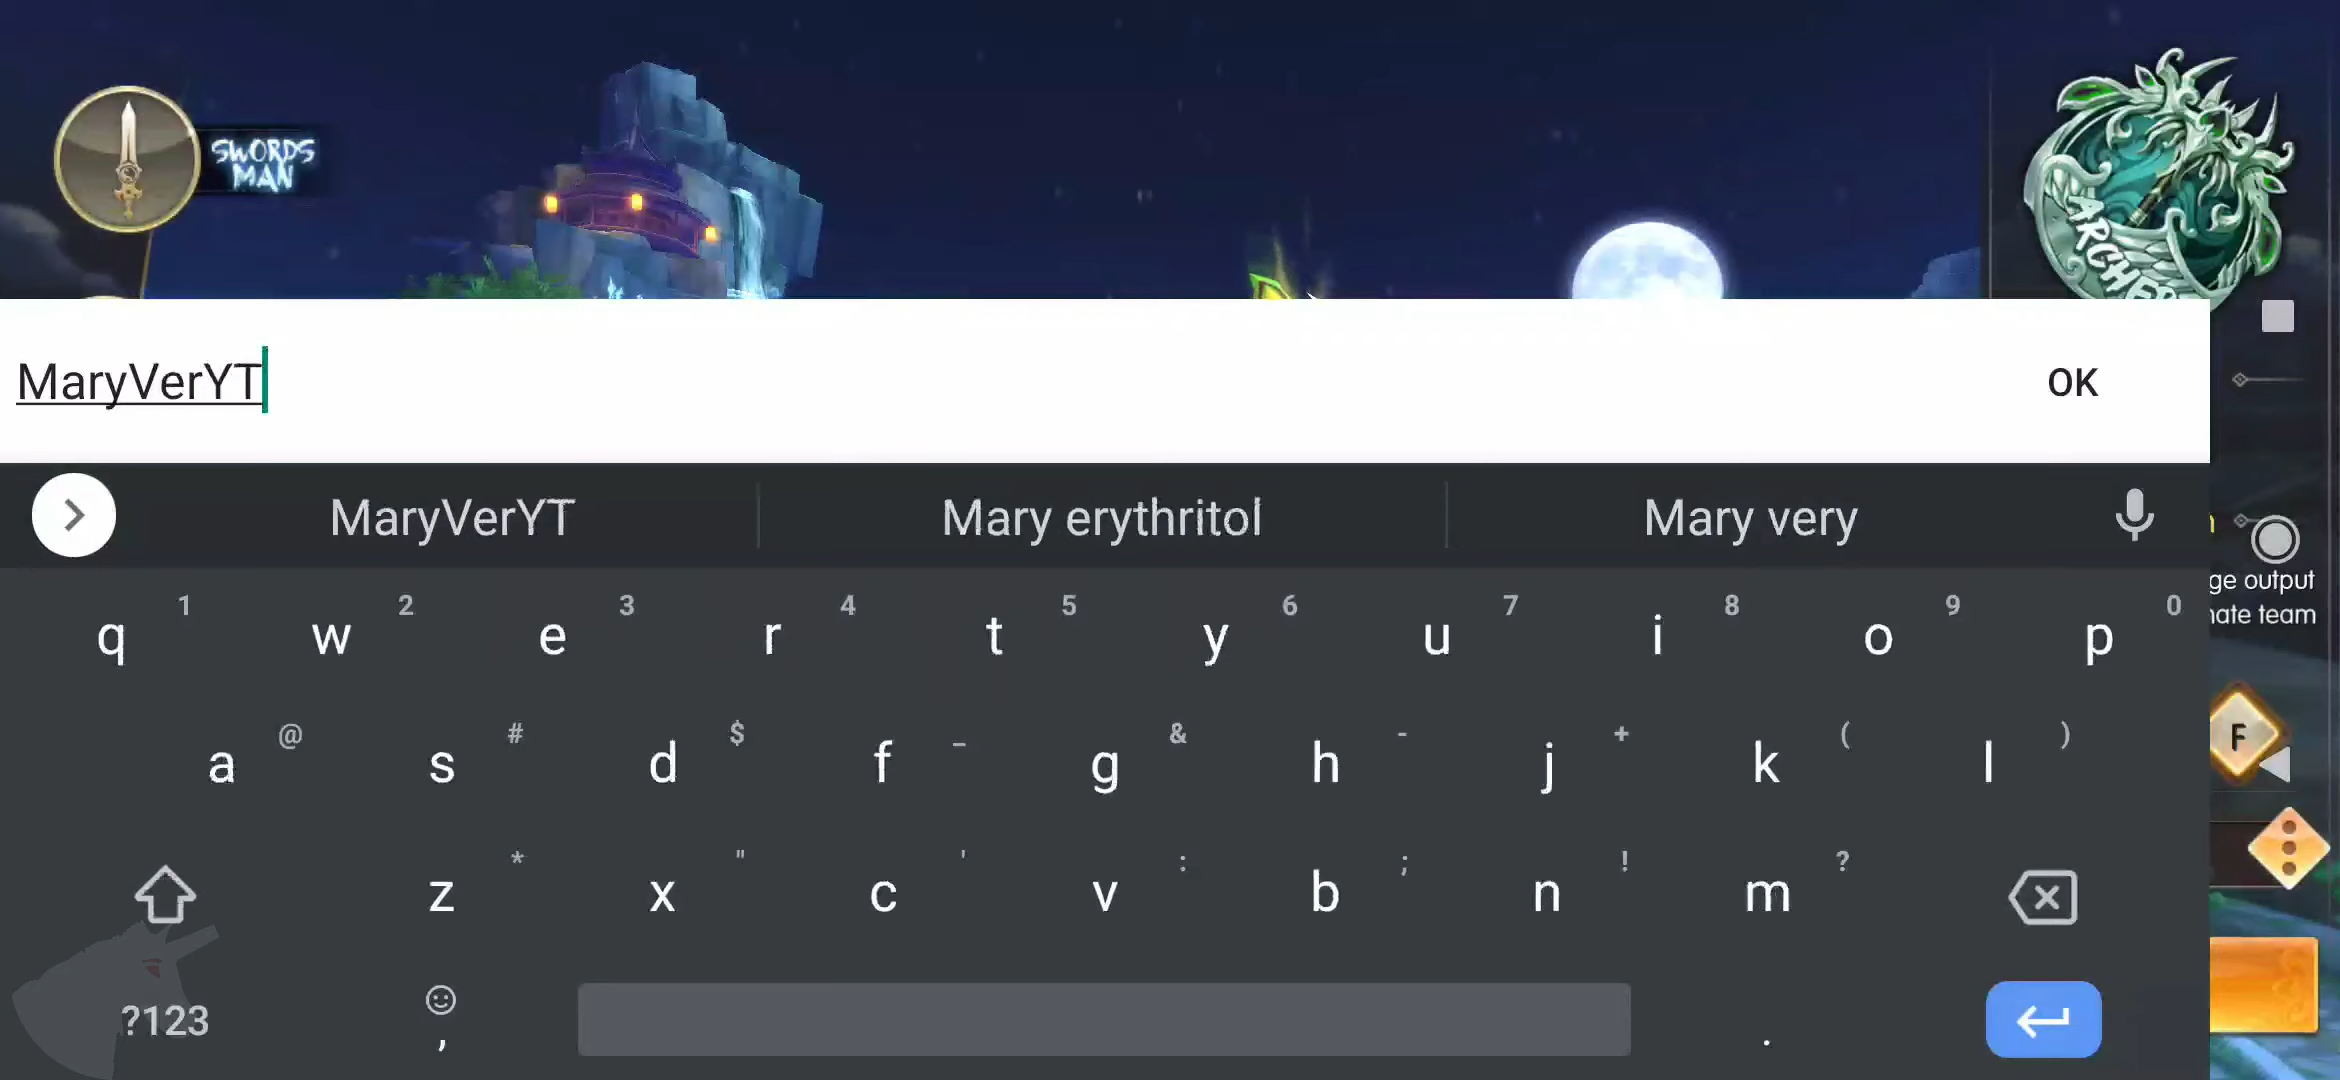 SWORDS
MAN
ARCHER
MaryVerYT
OK
MaryVerYT Mary erythritol Mary very
ge output
ate team
1 2 3 4 5 6 7 8 9 0
q w e r t y u i o p
@ # $ _ & - + ( )
a s d f g h j k l
F
* " ' : ; ! ?
z x c v b n m
?123 , .